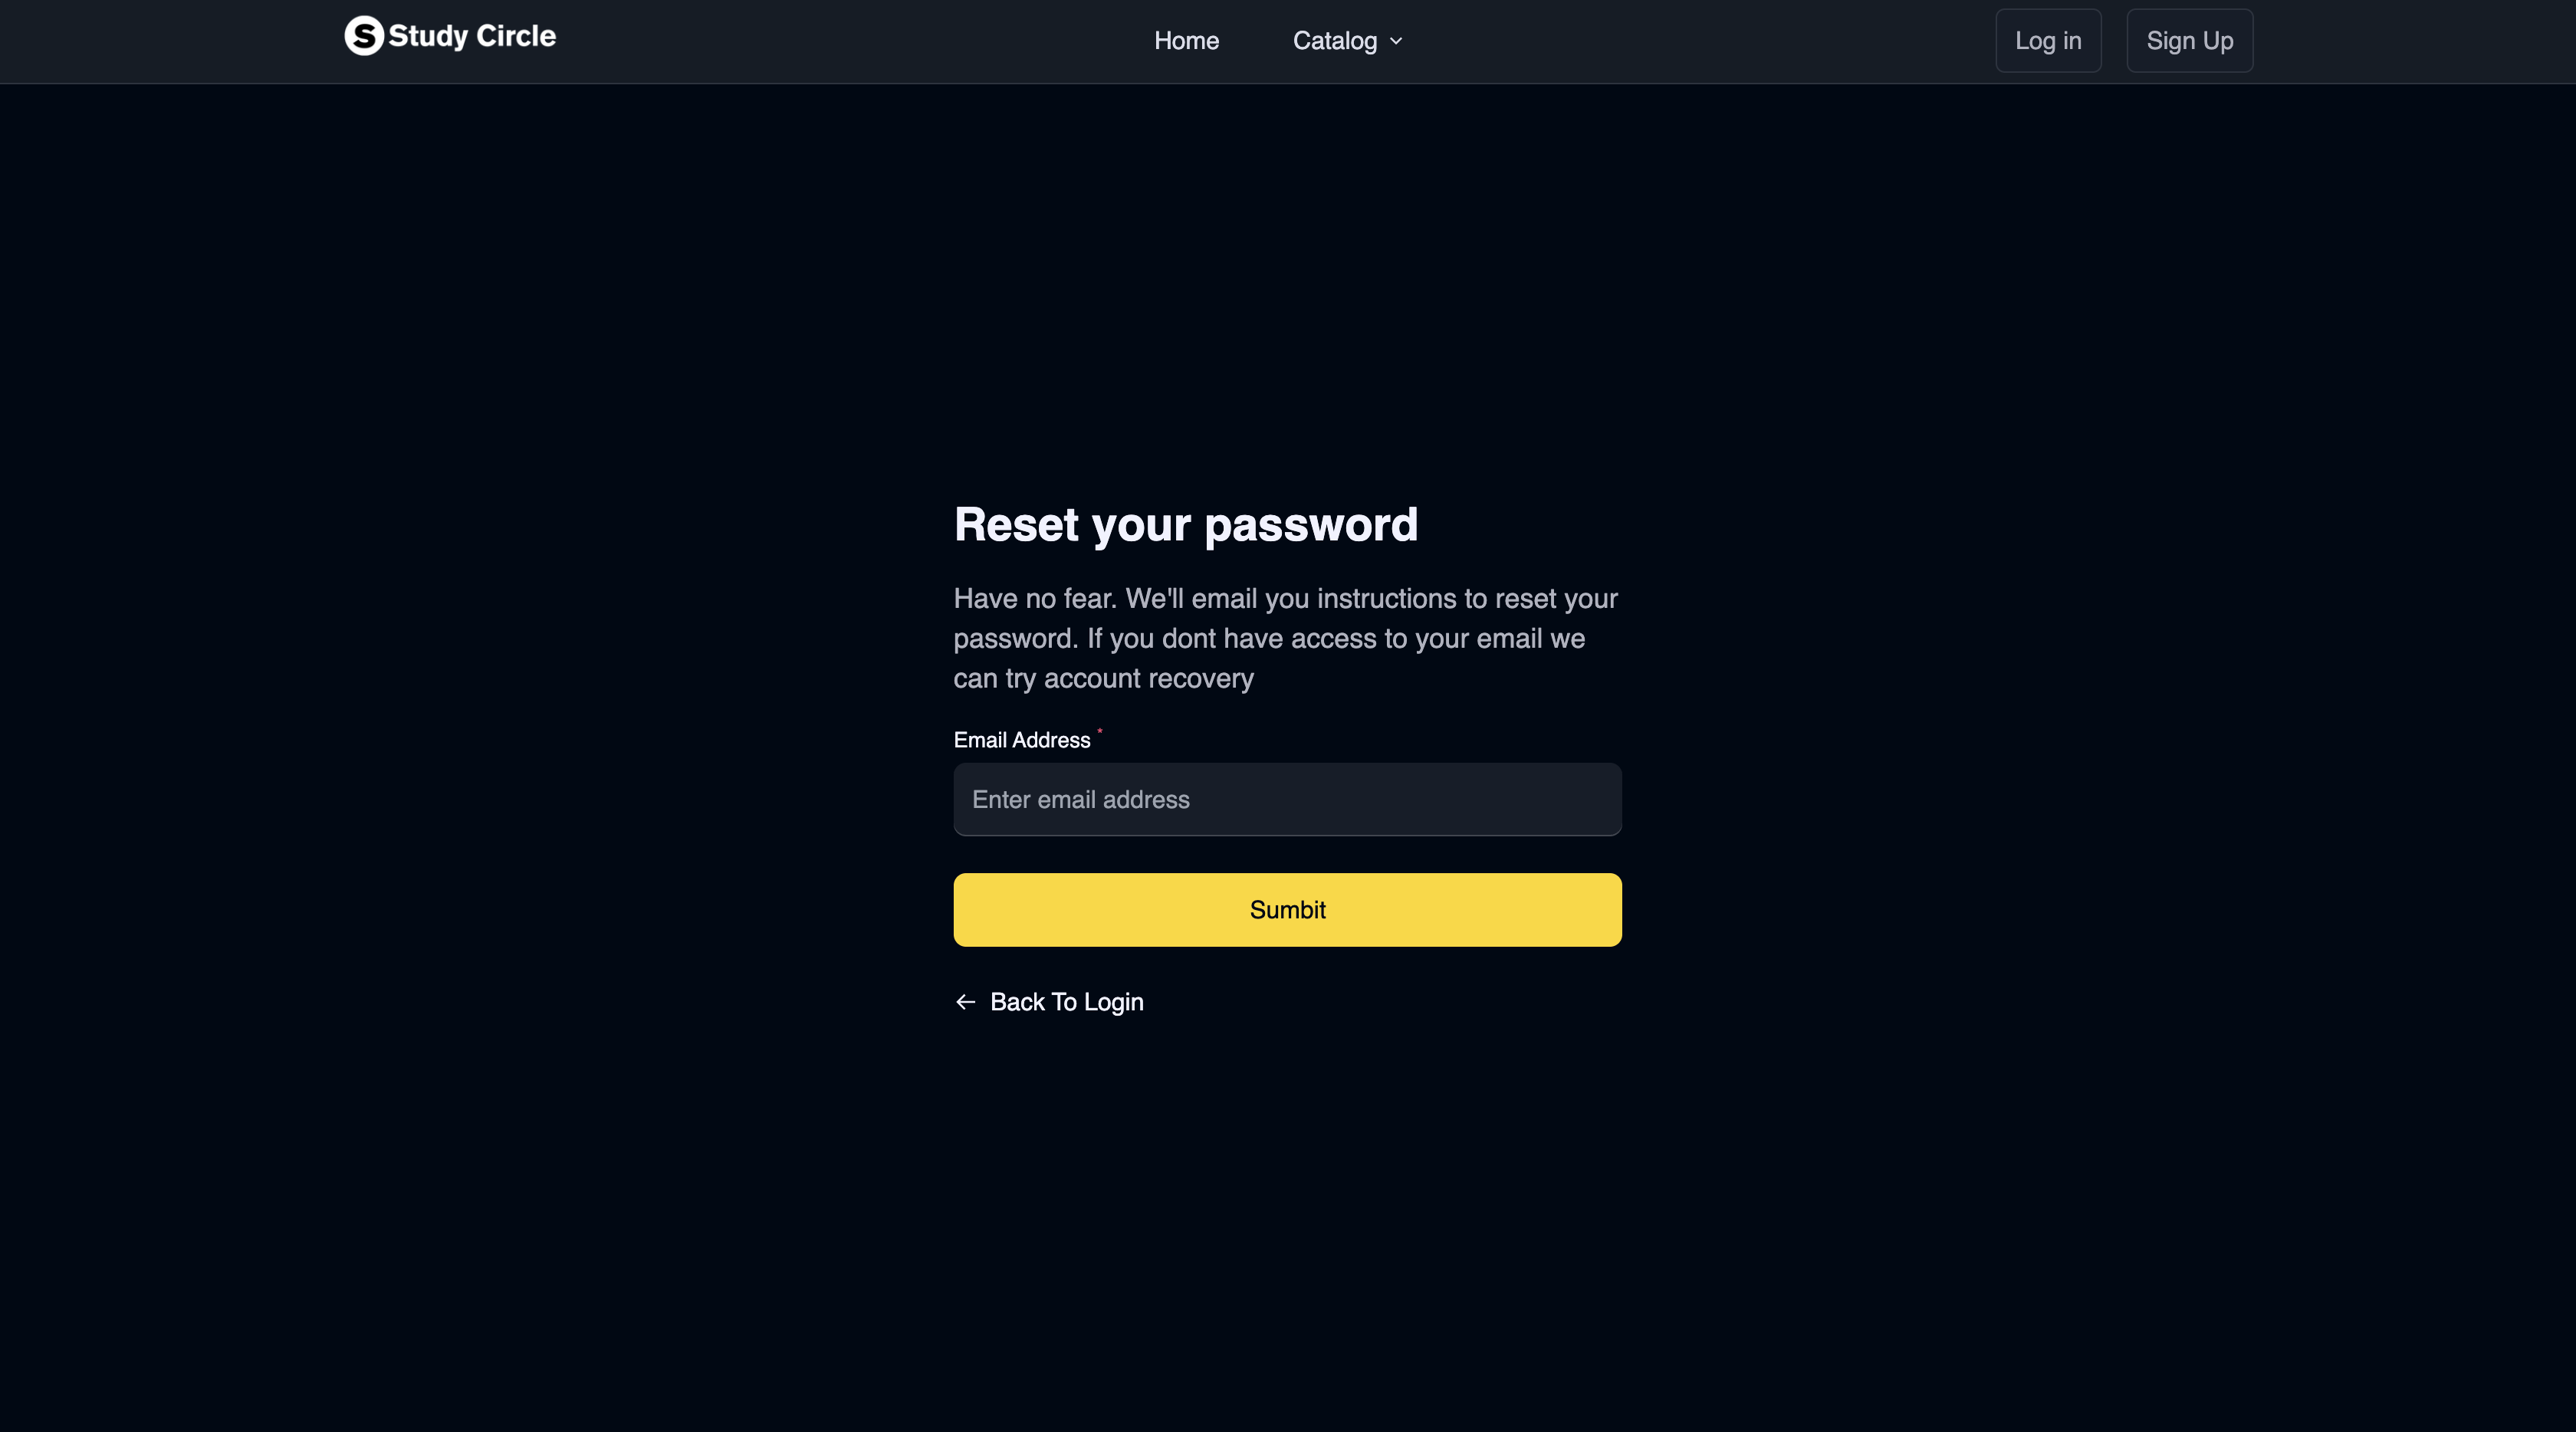 S Study Circle
Home
Catalog
Log in
Sign Up
Reset your password
Have no fear. We'll email you instructions to reset your
password. If you dont have access to your email we
can try account recovery
Email Address *
Enter email address
Sumbit
← Back To Login